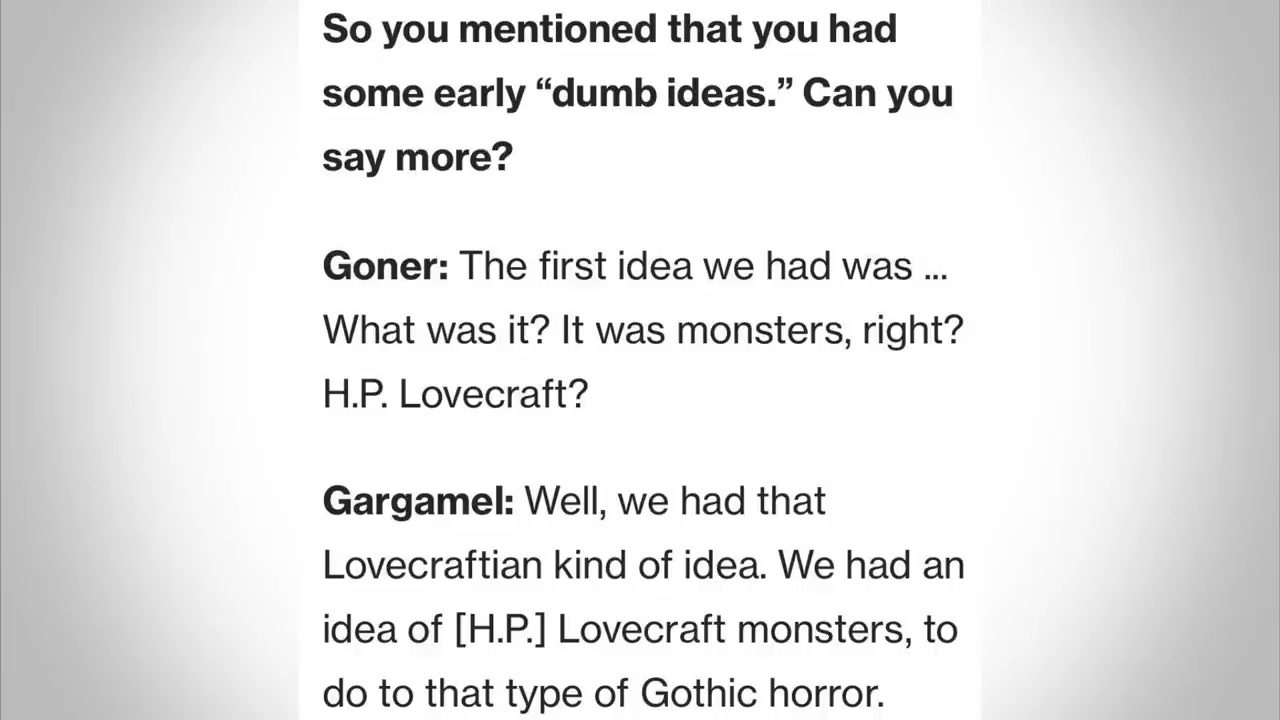 So you mentioned that you had
some early “dumb ideas.” Can you
say more?
Goner: The first idea we had was ...
What was it? It was monsters, right?
H.P. Lovecraft?
Gargamel: Well, we had that
Lovecraftian kind of idea. We had an
idea of [H.P.] Lovecraft monsters, to
do to that type of Gothic horror.